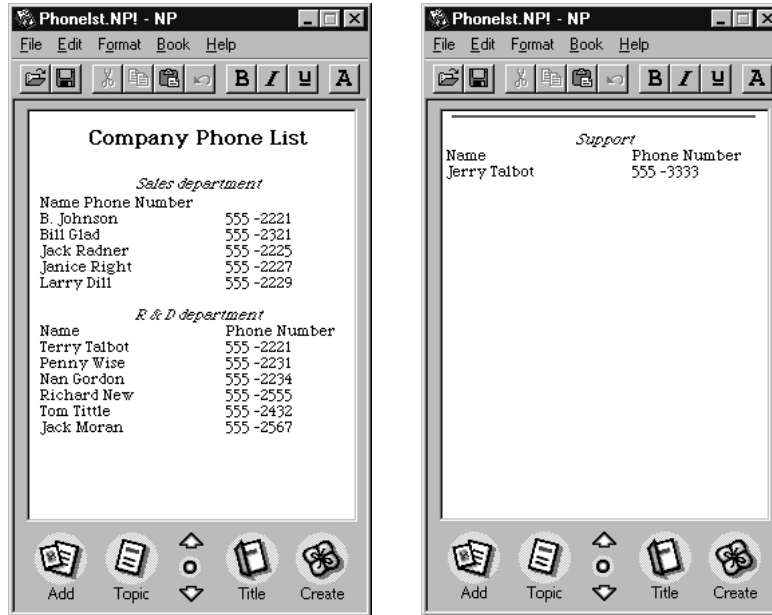 Phonelst.NP! - NP
File Edit Format Book Help
B I U A
Company Phone List
Sales department
Name Phone Number
B. Johnson 555 -2221
Bill Glad 555 -2321
Jack Radner 555 -2225
Janice Right 555 -2227
Larry Dill 555 -2229
R & D department
Name Phone Number
Terry Talbot 555 -2221
Penny Wise 555 -2231
Nan Gordon 555 -2234
Richard New 555 -2555
Tom Tittle 555 -2432
Jack Moran 555 -2567
Add Topic Title Create
Phonelst.NP! - NP
File Edit Format Book Help
B I U A
Support
Name Phone Number
Jerry Talbot 555 -3333
Add Topic Title Create